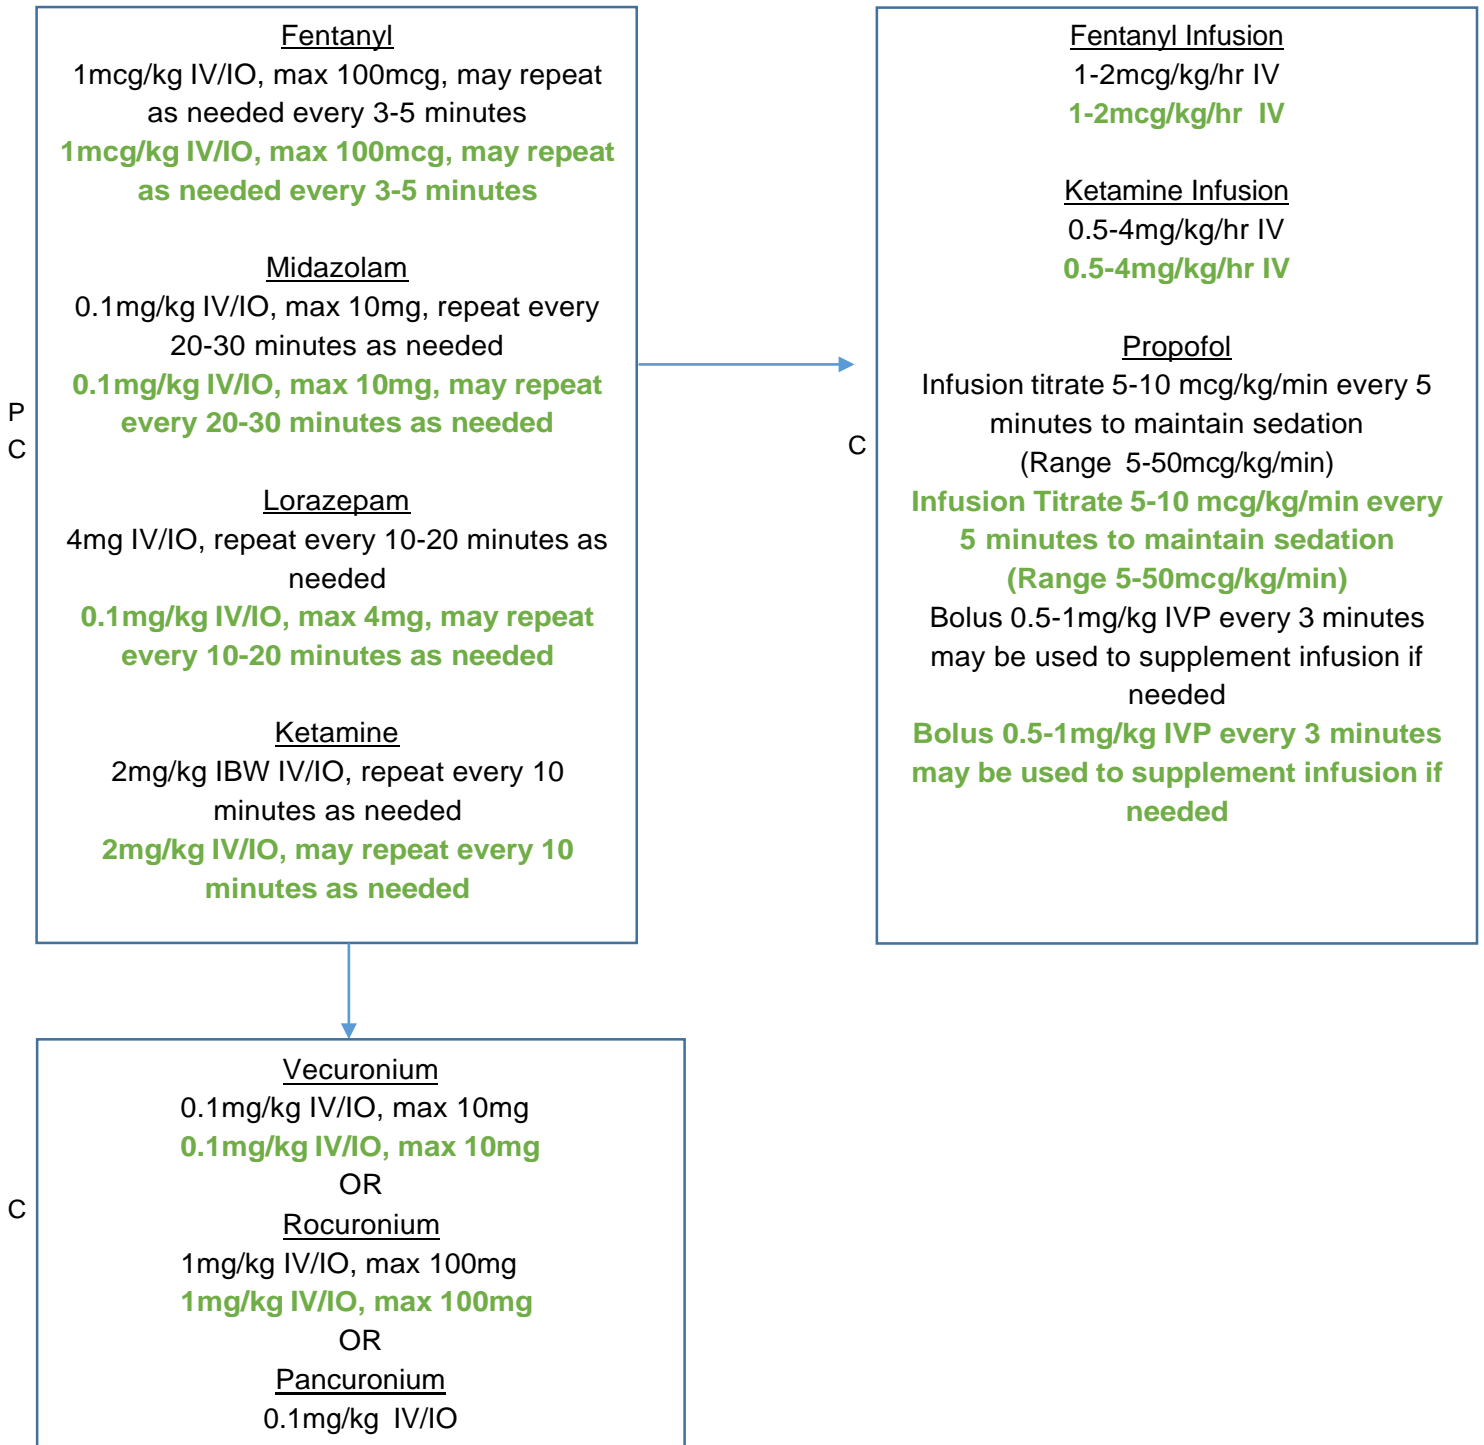 Fentanyl
1mcg/kg IV/IO, max 100mcg, may repeat
as needed every 3-5 minutes
1mcg/kg IV/IO, max 100mcg, may repeat
as needed every 3-5 minutes
Midazolam
0.1mg/kg IV/IO, max 10mg, repeat every
20-30 minutes as needed
0.1mg/kg IV/IO, max 10mg, may repeat
every 20-30 minutes as needed
P
C
Lorazepam
4mg IV/IO, repeat every 10-20 minutes as
needed
0.1mg/kg IV/IO, max 4mg, may repeat
every 10-20 minutes as needed
Ketamine
2mg/kg IBW IV/IO, repeat every 10
minutes as needed
2mg/kg IV/IO, may repeat every 10
minutes as needed
Fentanyl Infusion
1-2mcg/kg/hr IV
1-2mcg/kg/hr IV
Ketamine Infusion
0.5-4mg/kg/hr IV
0.5-4mg/kg/hr IV
Propofol
Infusion titrate 5-10 mcg/kg/min every 5
minutes to maintain sedation
(Range 5-50mcg/kg/min)
C
Infusion Titrate 5-10 mcg/kg/min every
5 minutes to maintain sedation
(Range 5-50mcg/kg/min)
Bolus 0.5-1mg/kg IVP every 3 minutes
may be used to supplement infusion if
needed
Bolus 0.5-1mg/kg IVP every 3 minutes
may be used to supplement infusion if
needed
Vecuronium
0.1mg/kg IV/IO, max 10mg
0.1mg/kg IV/IO, max 10mg
OR
C
Rocuronium
1mg/kg IV/IO, max 100mg
1mg/kg IV/IO, max 100mg
OR
Pancuronium
0.1mg/kg IV/IO